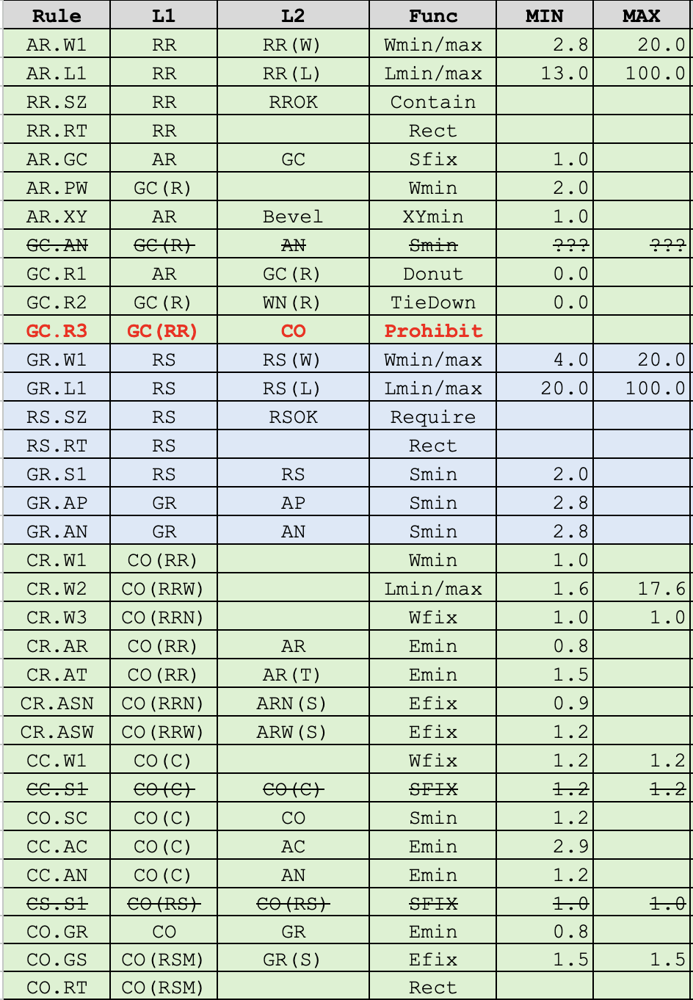 Rule L1 L2 Func MIN MAX
AR.W1 RR RR(W) Wmin/max 2.8 20.0
AR.L1 RR RR(L) Lmin/max 13.0 100.0
RR.SZ RR RROK Contain
RR.RT RR Rect
AR.GC AR GC Sfix 1.0
AR.PW GC(R) Wmin 2.0
AR.XY AR Bevel XYmin 1.0
GC.AN GC(R) AN Smin ??? ???
GC.R1 AR GC(R) Donut 0.0
GC.R2 GC(R) WN(R) TieDown 0.0
GC.R3 GC(RR) CO Prohibit
GR.W1 RS RS(W) Wmin/max 4.0 20.0
GR.L1 RS RS(L) Lmin/max 20.0 100.0
RS.SZ RS RSOK Require
RS.RT RS Rect
GR.S1 RS RS Smin 2.0
GR.AP GR AP Smin 2.8
GR.AN GR AN Smin 2.8
CR.W1 CO(RR) Wmin 1.0
CR.W2 CO(RRW) Lmin/max 1.6 17.6
CR.W3 CO(RRN) Wfix 1.0 1.0
CR.AR CO(RR) AR Emin 0.8
CR.AT CO(RR) AR(T) Emin 1.5
CR.ASN CO(RRN) ARN(S) Efix 0.9
CR.ASW CO(RRW) ARW(S) Efix 1.2
CC.W1 CO(C) Wfix 1.2 1.2
CC.S1 CO(C) CO(C) SFIX 1.2 1.2
CO.SC CO(C) CO Smin 1.2
CC.AC CO(C) AC Emin 2.9
CC.AN CO(C) AN Emin 1.2
CS.S1 CO(RS) CO(RS) SFIX 1.0 1.0
CO.GR CO GR Emin 0.8
CO.GS CO(RSM) GR(S) Efix 1.5 1.5
CO.RT CO(RSM) Rect